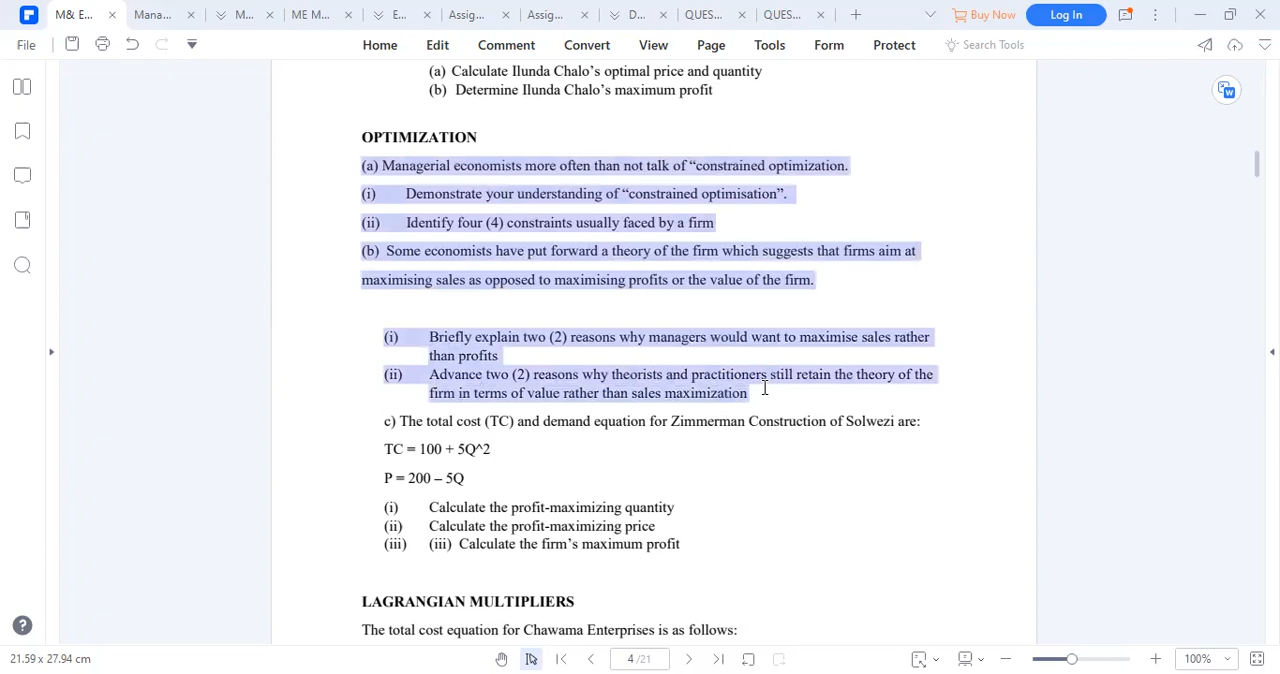 M& E...
Mana...
M...
ME M...
E...
Assig...
Assig...
D...
QUES...
QUES...
Buy Now
Log In
File
Home
Edit
Comment
Convert
View
Page
Tools
Form
Protect
Search Tools
(a) Calculate Ilunda Chalo’s optimal price and quantity
(b) Determine Ilunda Chalo’s maximum profit
OPTIMIZATION
(a) Managerial economists more often than not talk of “constrained optimization.
(i) Demonstrate your understanding of “constrained optimisation”.
(ii) Identify four (4) constraints usually faced by a firm
(b) Some economists have put forward a theory of the firm which suggests that firms aim at
maximising sales as opposed to maximising profits or the value of the firm.
(i) Briefly explain two (2) reasons why managers would want to maximise sales rather
than profits
(ii) Advance two (2) reasons why theorists and practitioners still retain the theory of the
firm in terms of value rather than sales maximization
c) The total cost (TC) and demand equation for Zimmerman Construction of Solwezi are:
TC = 100 + 5Q^2
P = 200 – 5Q
(i) Calculate the profit-maximizing quantity
(ii) Calculate the profit-maximizing price
(iii) (iii) Calculate the firm’s maximum profit
LAGRANGIAN MULTIPLIERS
The total cost equation for Chawama Enterprises is as follows:
21.59 x 27.94 cm
4 /21
100%